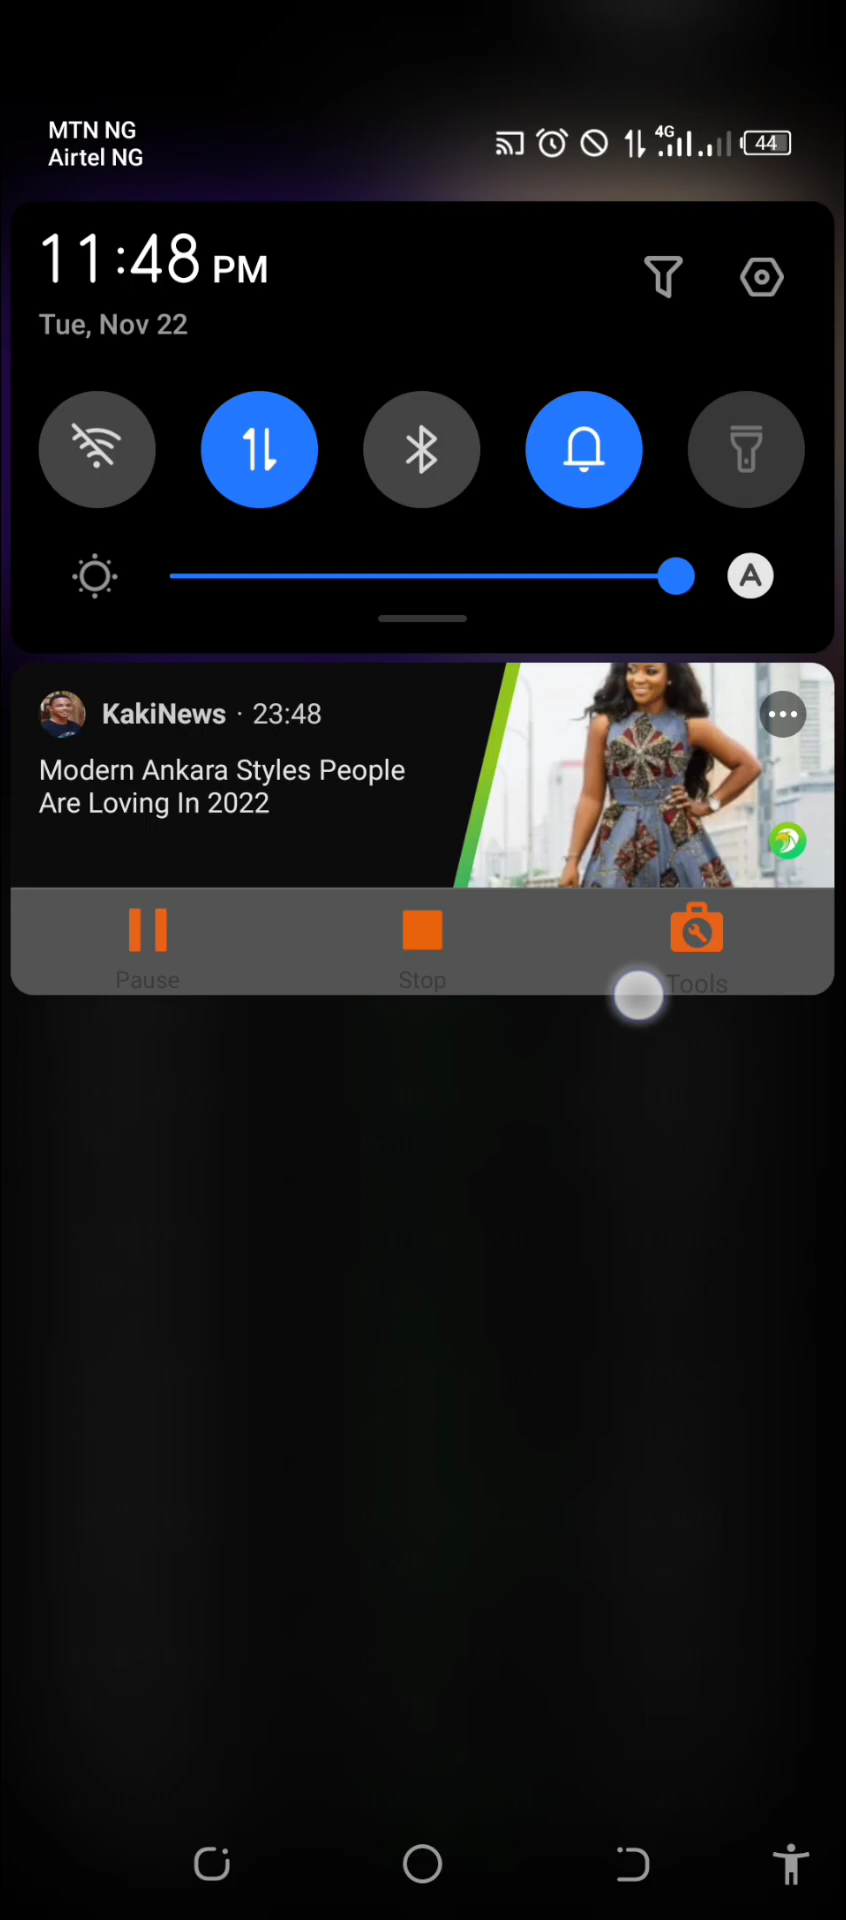 MTN NG
Airtel NG
4G
44
11:48 PM
Tue, Nov 22
A
KakiNews · 23:48
Modern Ankara Styles People
Are Loving In 2022
Pause
Stop
Tools